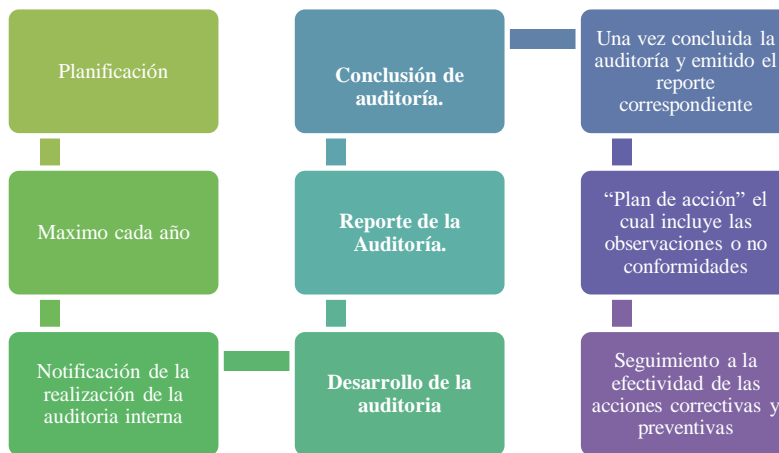 Planificación
Maximo cada año
Notificación de la
realización de la
auditoria interna
Desarrollo de la
auditoria
Reporte de la
Auditoría.
Conclusión de
auditoría.
Una vez concluida la
auditoría y emitido el
reporte
correspondiente
“Plan de acción” el
cual incluye las
observaciones o no
conformidades
Seguimiento a la
efectividad de las
acciones correctivas y
preventivas